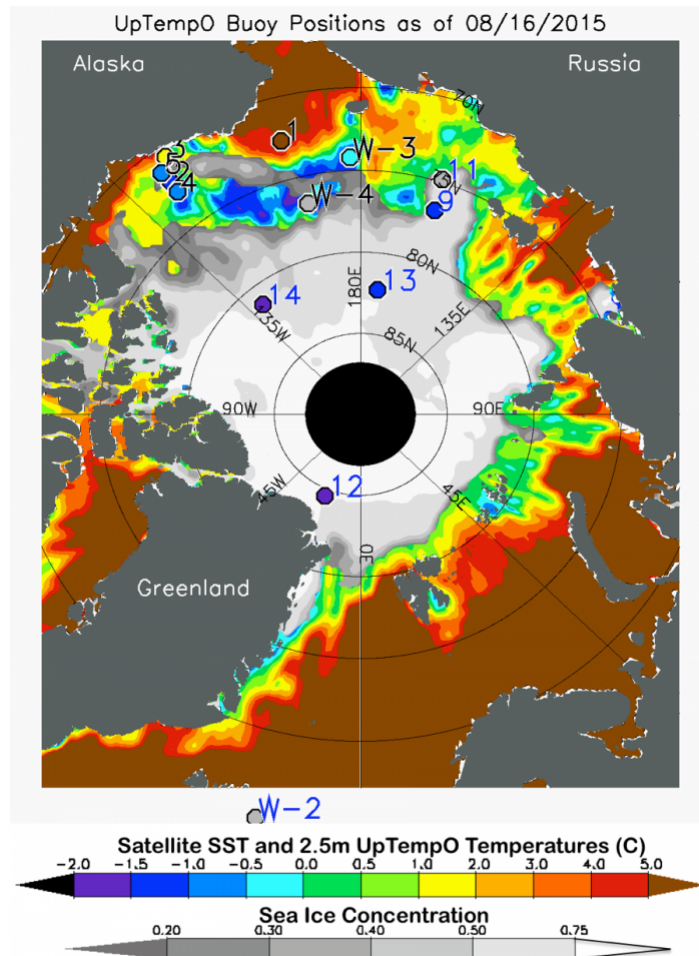 UpTempO Buoy Positions as of 08/16/2015
Alaska
Russia
70N
1
3
W-3
5
2
11
75N
4
W-4
9
80N
180E
13
14
135W
135E
85N
90W
90E
45W
12
45E
0E
Greenland
W-2
Satellite SST and 2.5m UpTempO Temperatures (C)
-2.0 -1.5 -1.0 -0.5 0.0 0.5 1.0 2.0 3.0 4.0 5.0
Sea Ice Concentration
0.20 0.30 0.40 0.50 0.75